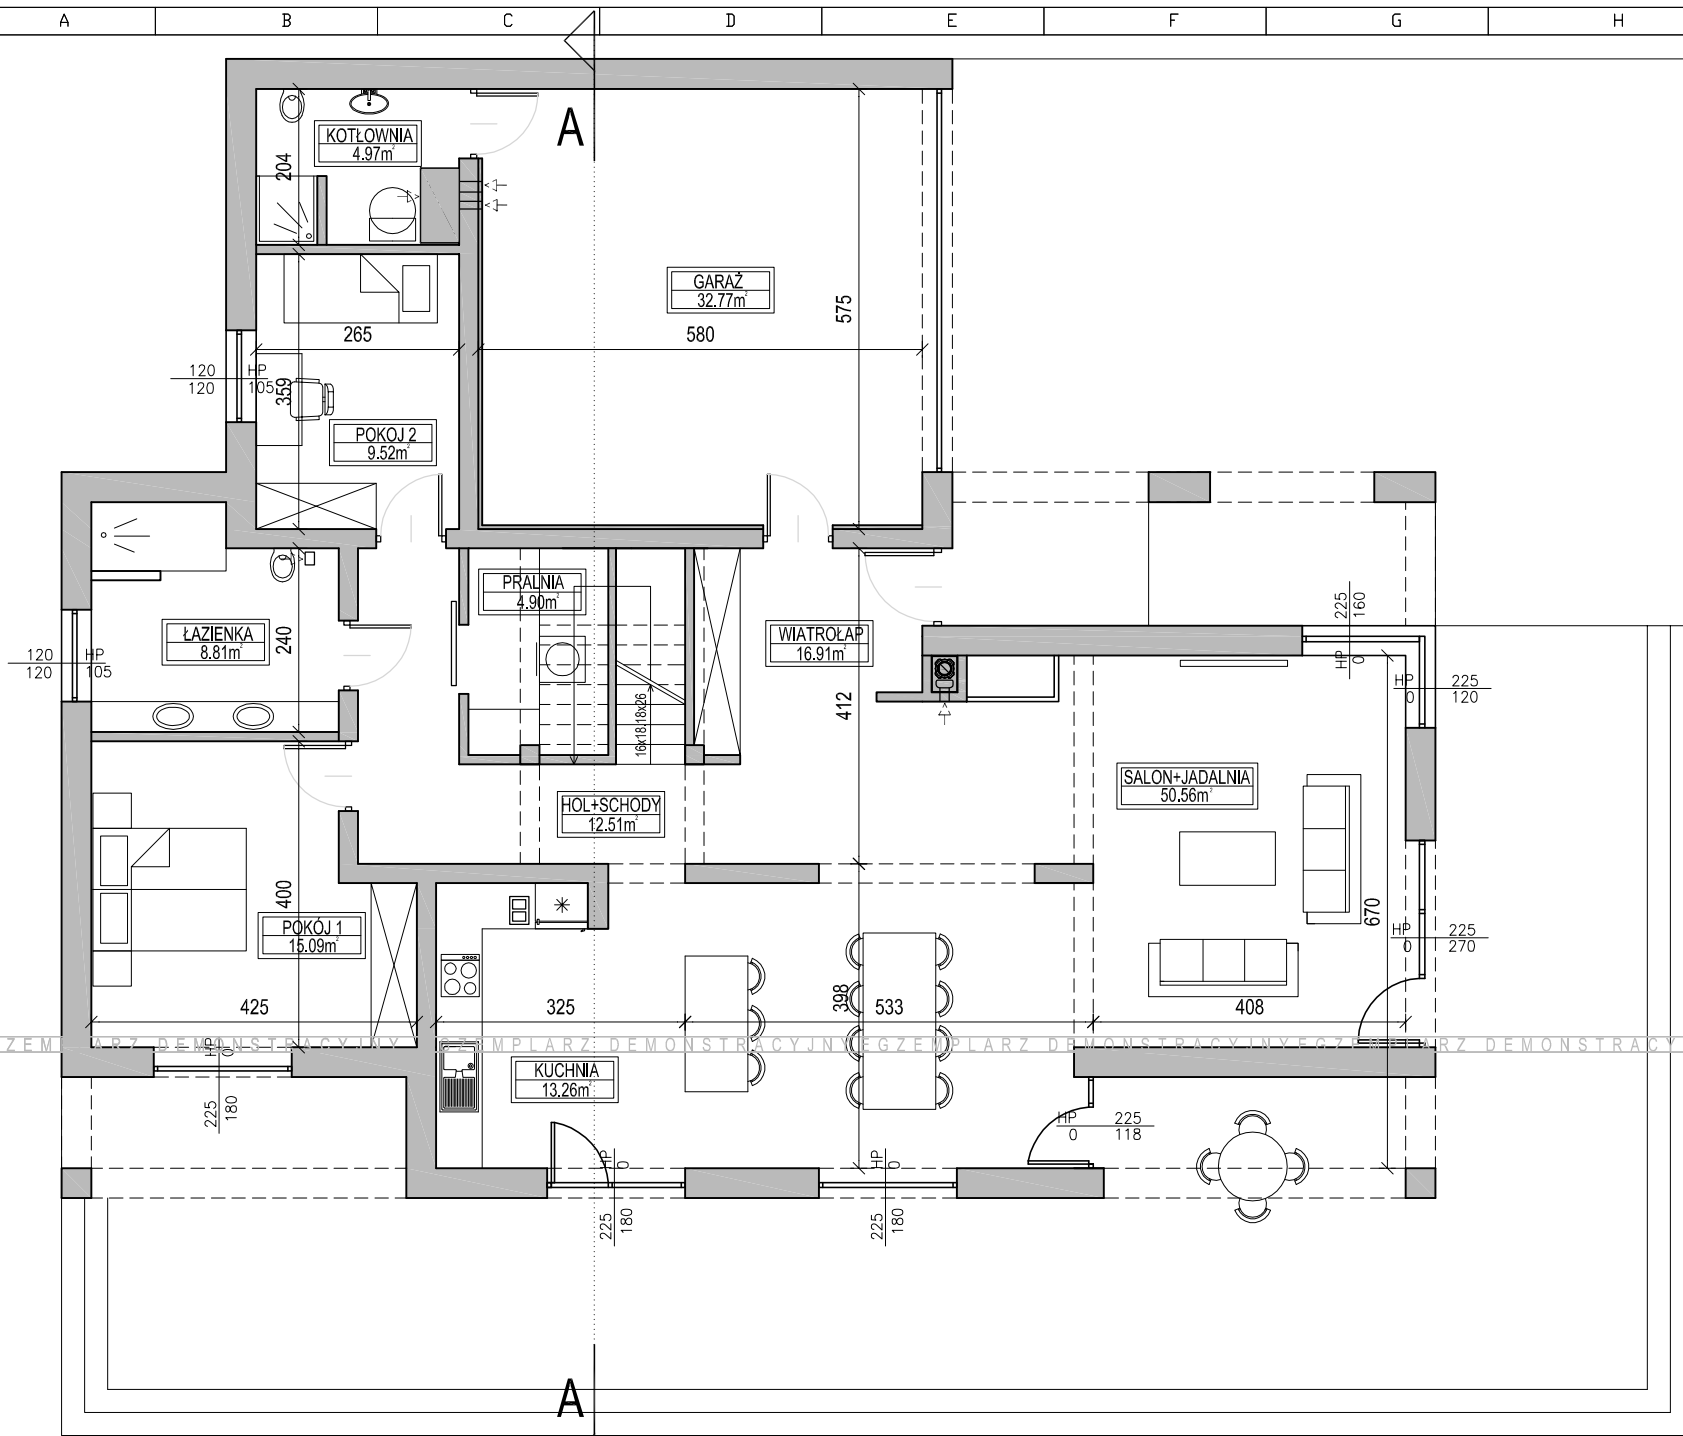 A B C D E F G H
A
KOTŁOWNIA
4.97m²
204
GARAŻ
32.77m²
575
580
265
120 HP
120 105
359
POKOJ 2
9.52m²
PRALNIA
4.90m²
ŁAZIENKA
8.81m²
240
120 HP
120 105
WIATROŁAP
16.91m²
225
160
HP
0
HP 225
0 120
412
16x18.18x26
SALON+JADALNIA
50.56m²
HOL+SCHODY
12.51m²
400
POKÓJ 1
15.09m²
670
HP 225
0 270
425
325
398
533
408
ZEMPLARZ DEMONSTRACYJNY EGZEMPLARZ DEMONSTRACYJNY EGZEMPLARZ DEMONSTRACY
HP
0
225
180
KUCHNIA
13.26m²
HP 225
0 118
HP
0
225
180
HP
0
225
180
A